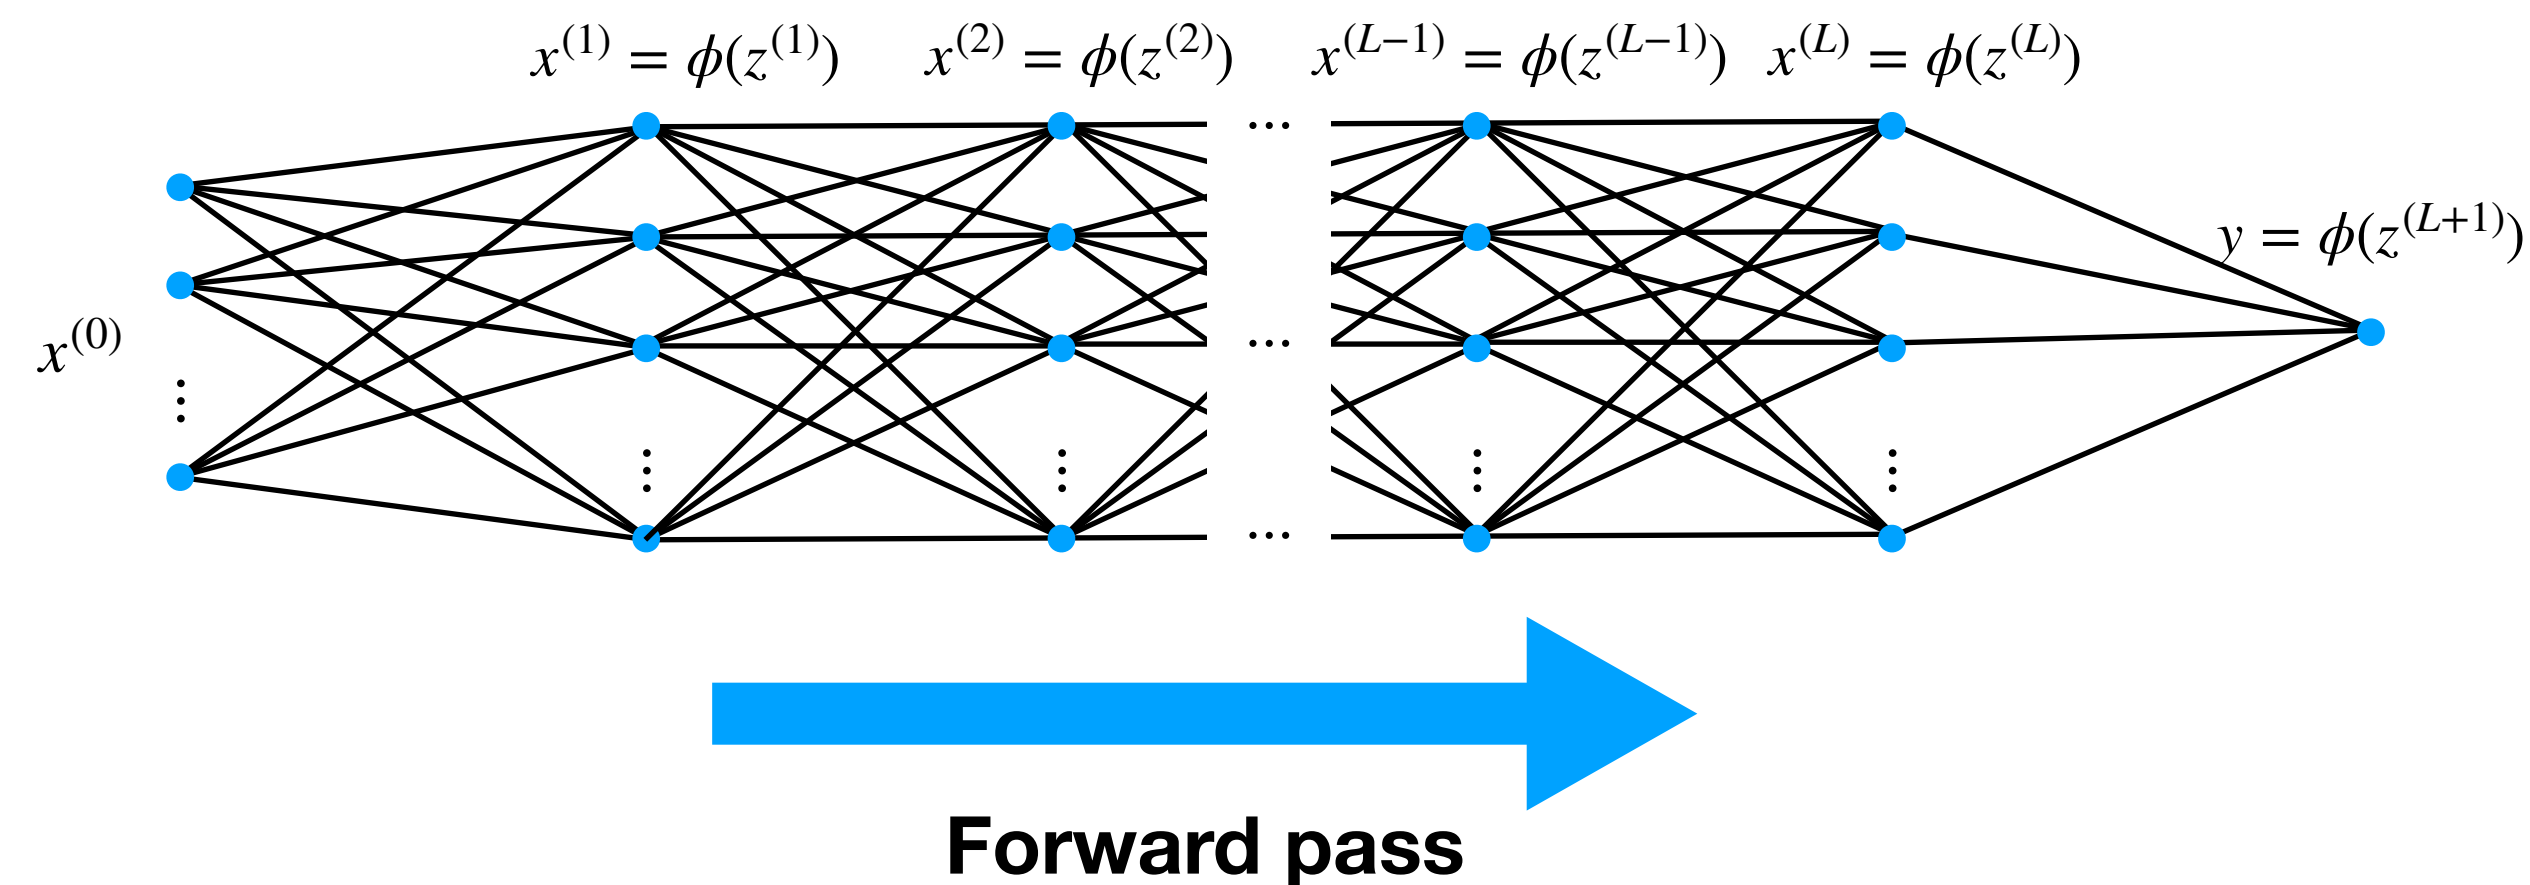 x^(1) = ϕ(z^(1)) x^(2) = ϕ(z^(2)) x^(L−1) = ϕ(z^(L−1)) x^(L) = ϕ(z^(L))
...
y = ϕ(z^(L+1))
x^(0)
...
...
Forward pass